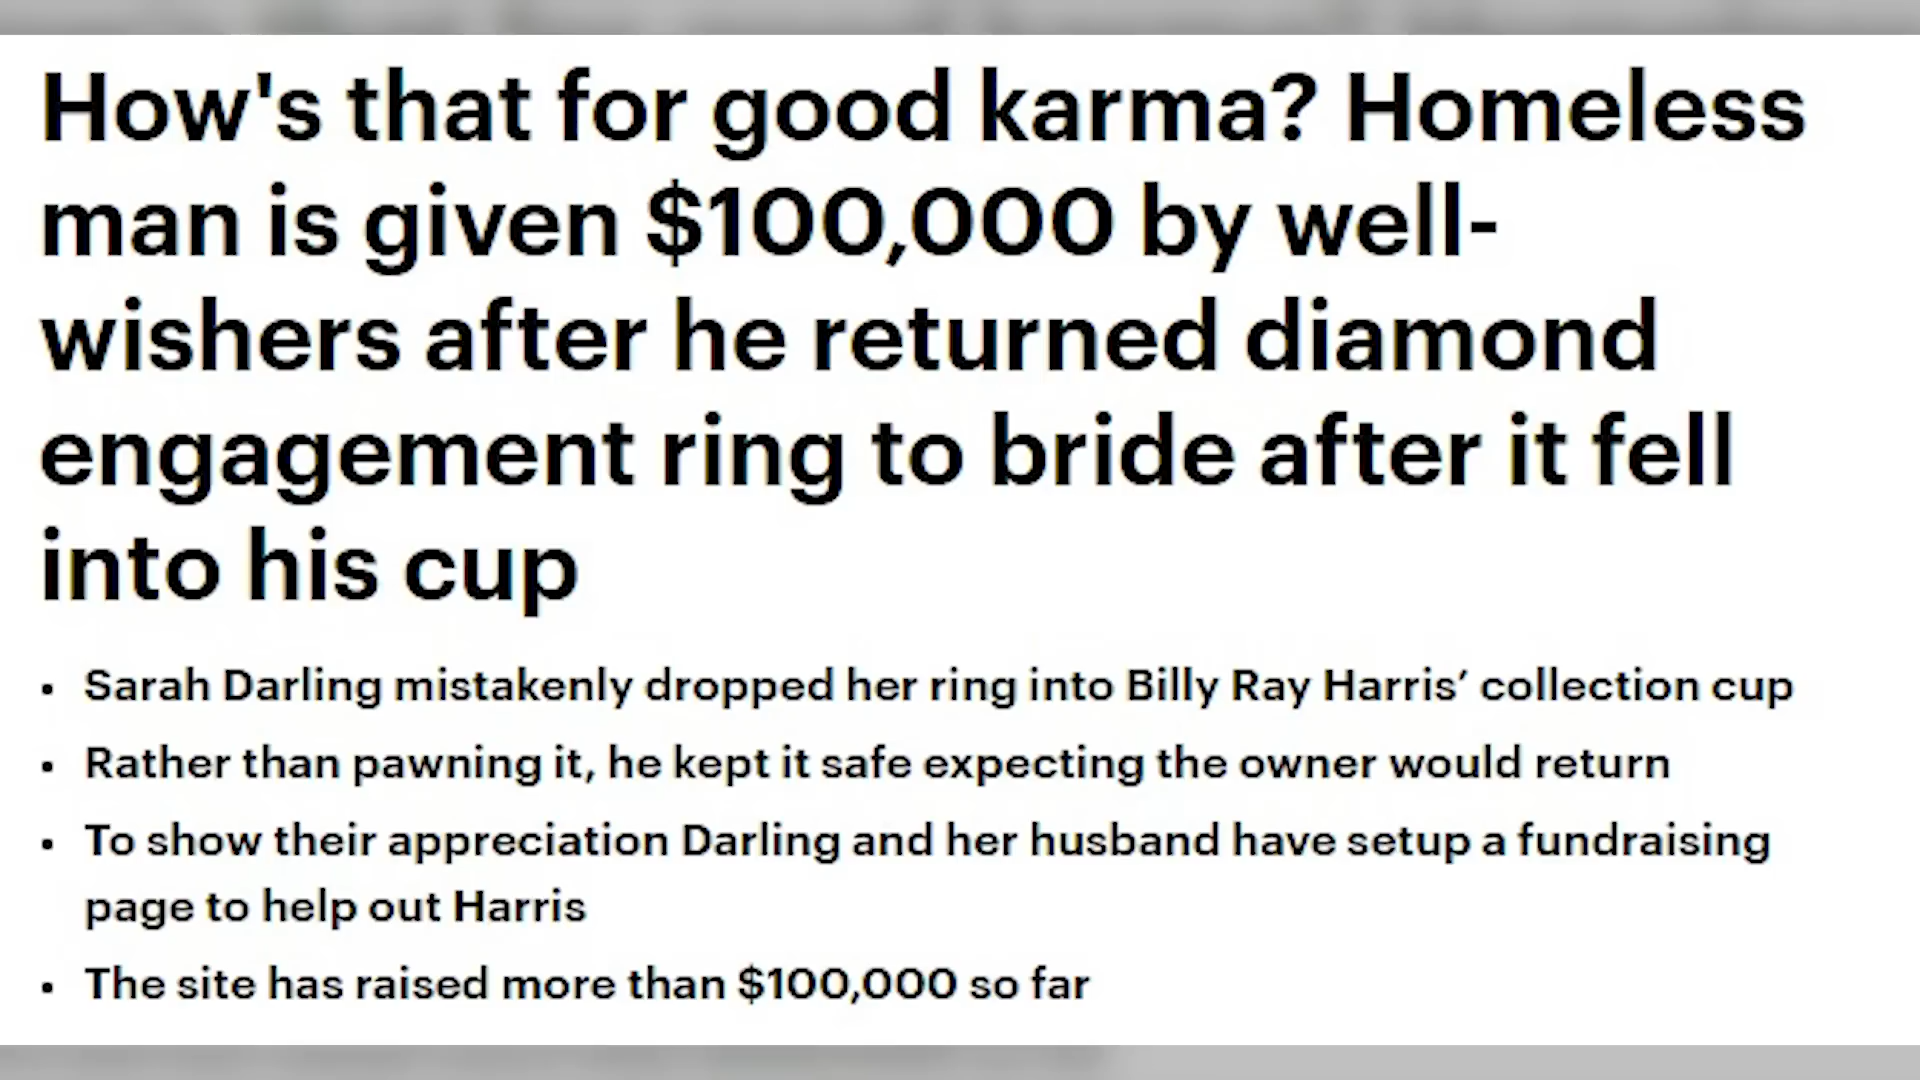 How's that for good karma? Homeless
man is given $100,000 by well-
wishers after he returned diamond
engagement ring to bride after it fell
into his cup
• Sarah Darling mistakenly dropped her ring into Billy Ray Harris’ collection cup
• Rather than pawning it, he kept it safe expecting the owner would return
• To show their appreciation Darling and her husband have setup a fundraising
page to help out Harris
• The site has raised more than $100,000 so far